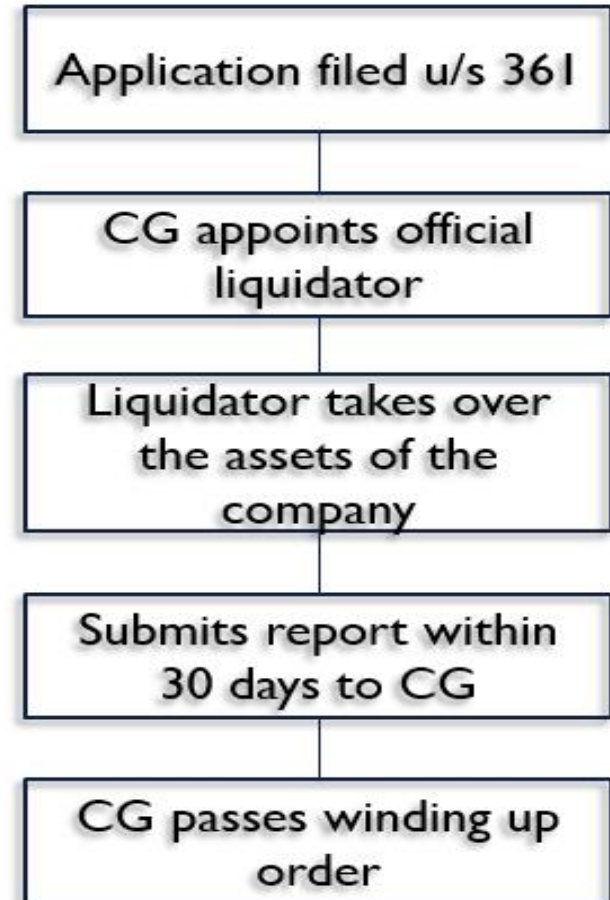 Application filed u/s 361
CG appoints official
liquidator
Liquidator takes over
the assets of the
company
Submits report within
30 days to CG
CG passes winding up
order